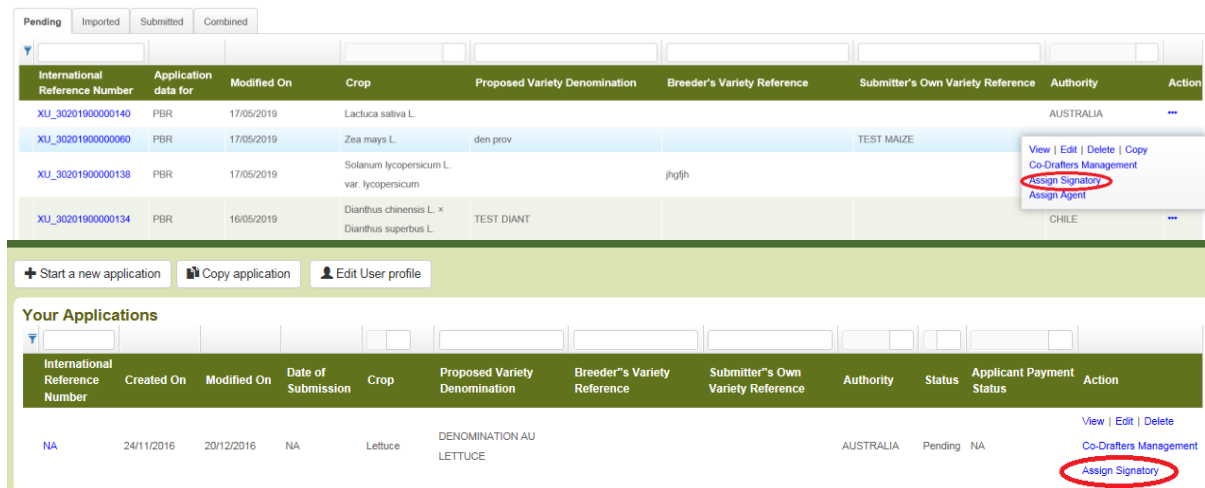 Pending Imported Submitted Combined
International Reference Number Application data for Modified On Crop Proposed Variety Denomination Breeder's Variety Reference Submitter's Own Variety Reference Authority Action
XU_30201900000140 PBR 17/05/2019 Lactuca sativa L. AUSTRALIA •••
XU_30201900000060 PBR 17/05/2019 Zea mays L. den prov TEST MAIZE
View | Edit | Delete | Copy
Co-Drafters Management
Assign Signatory
Assign Agent
XU_30201900000138 PBR 17/05/2019 Solanum lycopersicum L. var. lycopersicum jhgfjh
XU_30201900000134 PBR 16/05/2019 Dianthus chinensis L. × Dianthus superbus L. TEST DIANT CHILE •••
Start a new application Copy application Edit User profile
Your Applications
International Reference Number Created On Modified On Date of Submission Crop Proposed Variety Denomination Breeder"s Variety Reference Submitter"s Own Variety Reference Authority Status Applicant Payment Status Action
NA 24/11/2016 20/12/2016 NA Lettuce DENOMINATION AU LETTUCE AUSTRALIA Pending NA
View | Edit | Delete
Co-Drafters Management
Assign Signatory